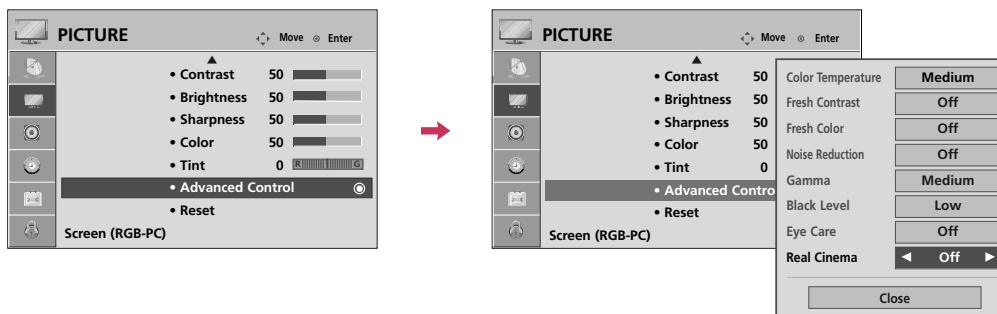 PICTURE Move Enter
• Contrast 50
• Brightness 50
• Sharpness 50
• Color 50
• Tint 0 R G
• Advanced Control
• Reset
Screen (RGB-PC)
PICTURE Move Enter
• Contrast 50
• Brightness 50
• Sharpness 50
• Color 50
• Tint 0
• Advanced Contro
• Reset
Screen (RGB-PC)
Color Temperature Medium
Fresh Contrast Off
Fresh Color Off
Noise Reduction Off
Gamma Medium
Black Level Low
Eye Care Off
Real Cinema ◀ Off ▶
Close